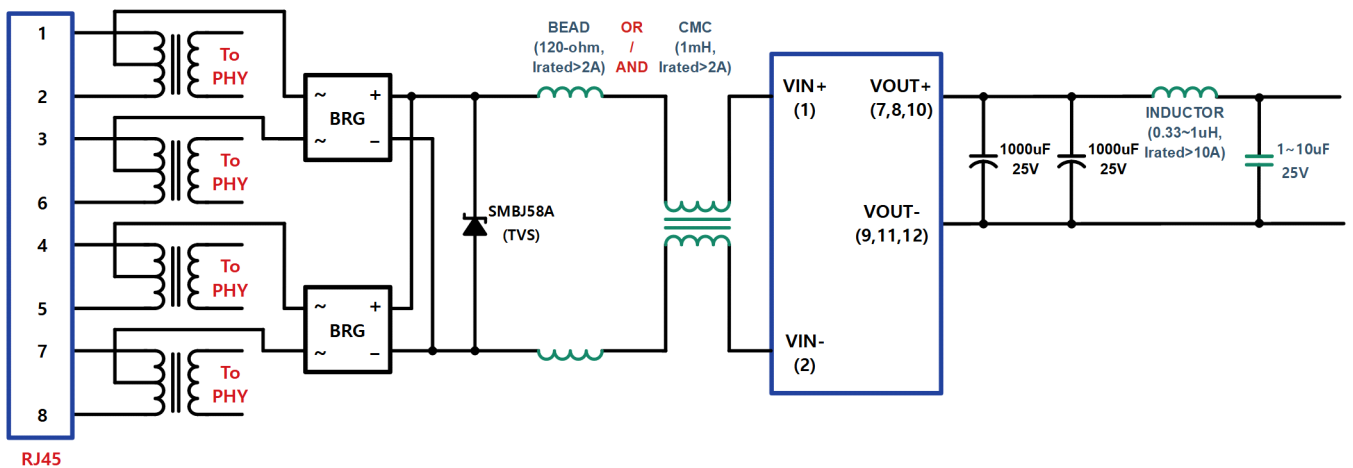 1
2
3
6
4
5
7
8
RJ45
To
PHY
To
PHY
To
PHY
To
PHY
~ +
BRG
~ −
~ +
BRG
~ −
SMBJ58A
(TVS)
BEAD OR CMC
(120-ohm, / (1mH,
Irated>2A) AND Irated>2A)
VIN+ VOUT+
(1) (7,8,10)
VOUT-
(9,11,12)
VIN-
(2)
1000uF
25V
1000uF
25V
INDUCTOR
(0.33~1uH,
Irated>10A)
1~10uF
25V